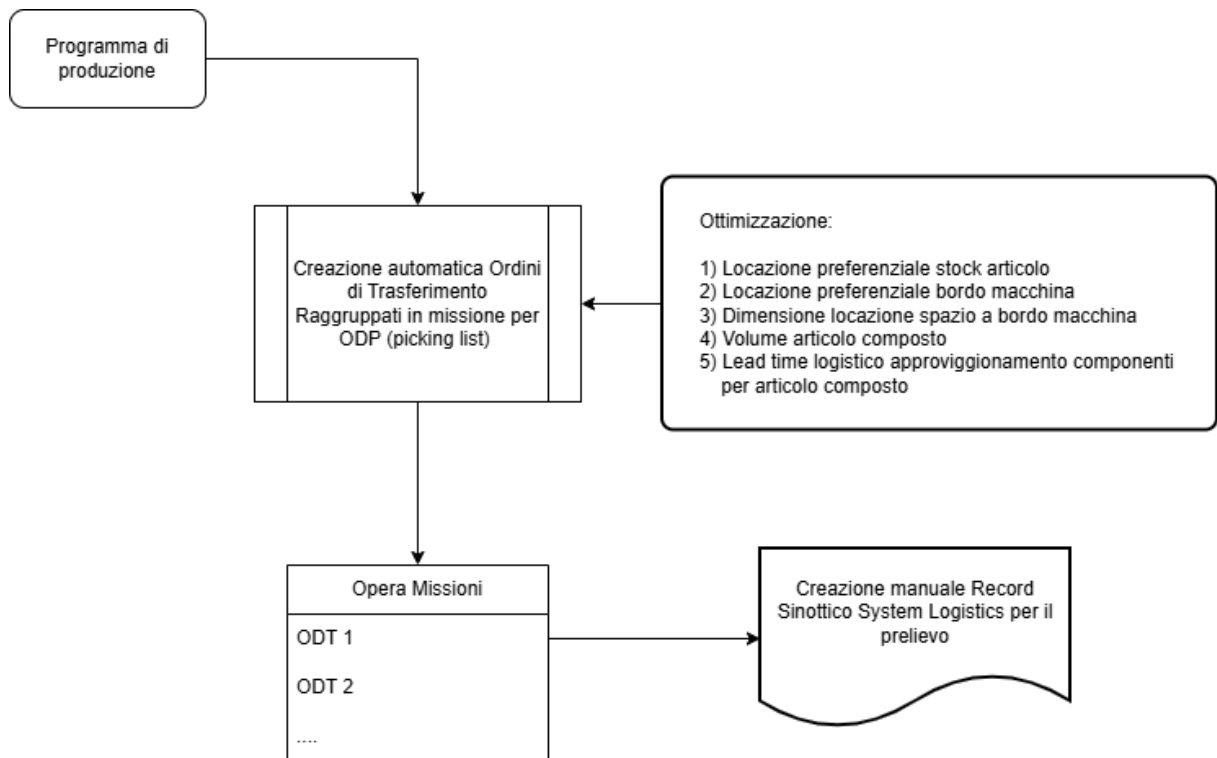 Programma di
produzione
Creazione automatica Ordini
di Trasferimento
Raggruppati in missione per
ODP (picking list)
Ottimizzazione:
1) Locazione preferenziale stock articolo
2) Locazione preferenziale bordo macchina
3) Dimensione locazione spazio a bordo macchina
4) Volume articolo composto
5) Lead time logistico approviggionamento componenti
per articolo composto
Opera Missioni
ODT 1
ODT 2
....
Creazione manuale Record
Sinottico System Logistics per il
prelievo